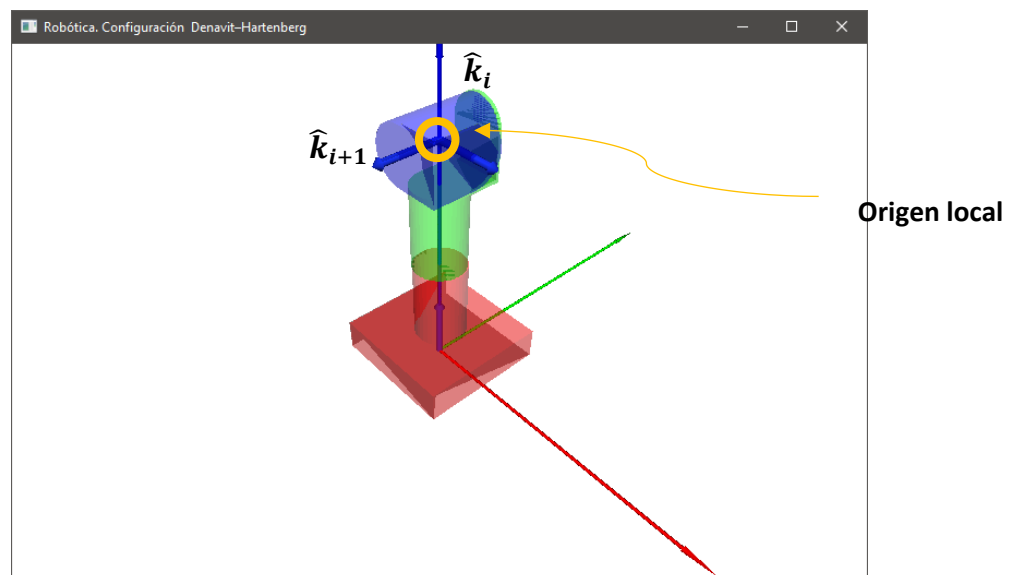 Robótica. Configuración Denavit–Hartenberg
k̂ᵢ
k̂ᵢ₊₁
Origen local